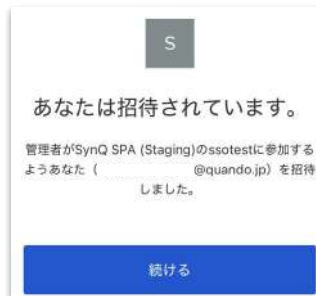 S
あなたは招待されています。
管理者がSynQ SPA (Staging)のssotestに参加する
ようあなた（ @quando.jp）を招待
しました。
続ける